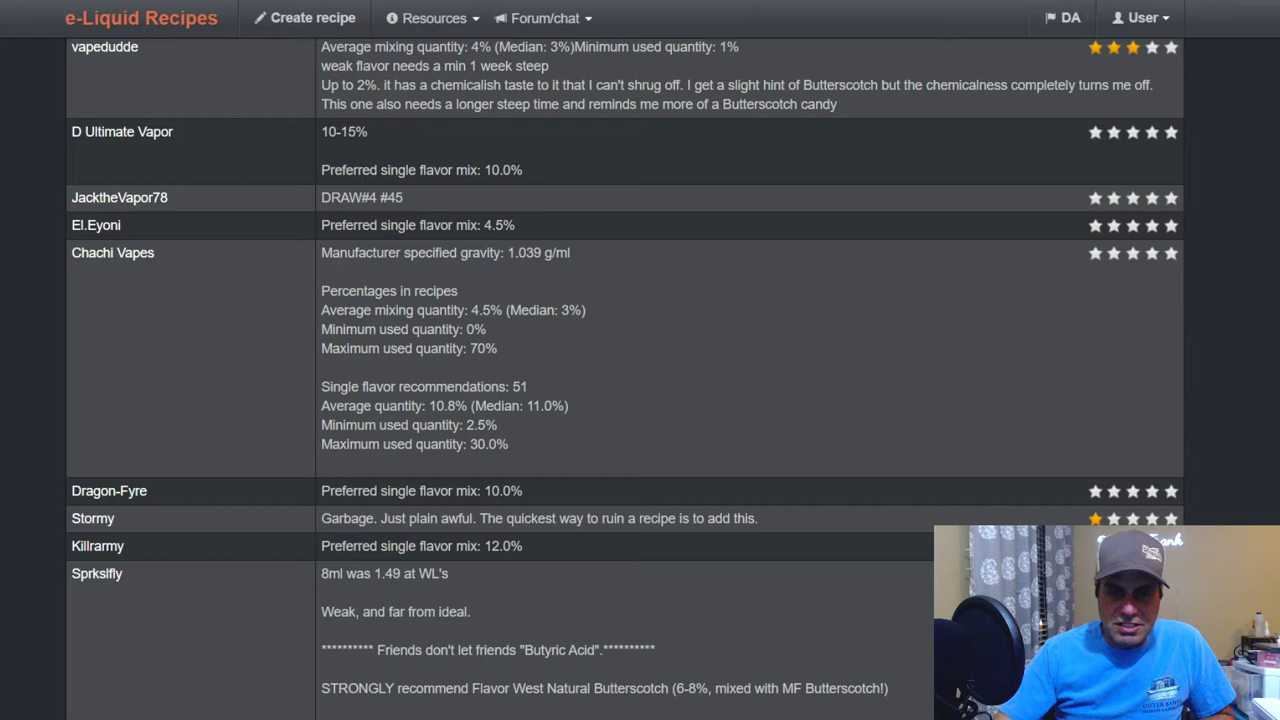 e-Liquid Recipes Create recipe Resources Forum/chat DA User
vapedudde Average mixing quantity: 4% (Median: 3%)Minimum used quantity: 1%
weak flavor needs a min 1 week steep
Up to 2%. it has a chemicalish taste to it that I can't shrug off. I get a slight hint of Butterscotch but the chemicalness completely turns me off.
This one also needs a longer steep time and reminds me more of a Butterscotch candy
D Ultimate Vapor 10-15%
Preferred single flavor mix: 10.0%
JacktheVapor78 DRAW#4 #45
El.Eyoni Preferred single flavor mix: 4.5%
Chachi Vapes Manufacturer specified gravity: 1.039 g/ml
Percentages in recipes
Average mixing quantity: 4.5% (Median: 3%)
Minimum used quantity: 0%
Maximum used quantity: 70%
Single flavor recommendations: 51
Average quantity: 10.8% (Median: 11.0%)
Minimum used quantity: 2.5%
Maximum used quantity: 30.0%
Dragon-Fyre Preferred single flavor mix: 10.0%
Stormy Garbage. Just plain awful. The quickest way to ruin a recipe is to add this.
Killrarmy Preferred single flavor mix: 12.0%
Sprkslfly 8ml was 1.49 at WL's
Weak, and far from ideal.
********** Friends don't let friends "Butyric Acid".**********
STRONGLY recommend Flavor West Natural Butterscotch (6-8%, mixed with MF Butterscotch!)
OUTER BANKS